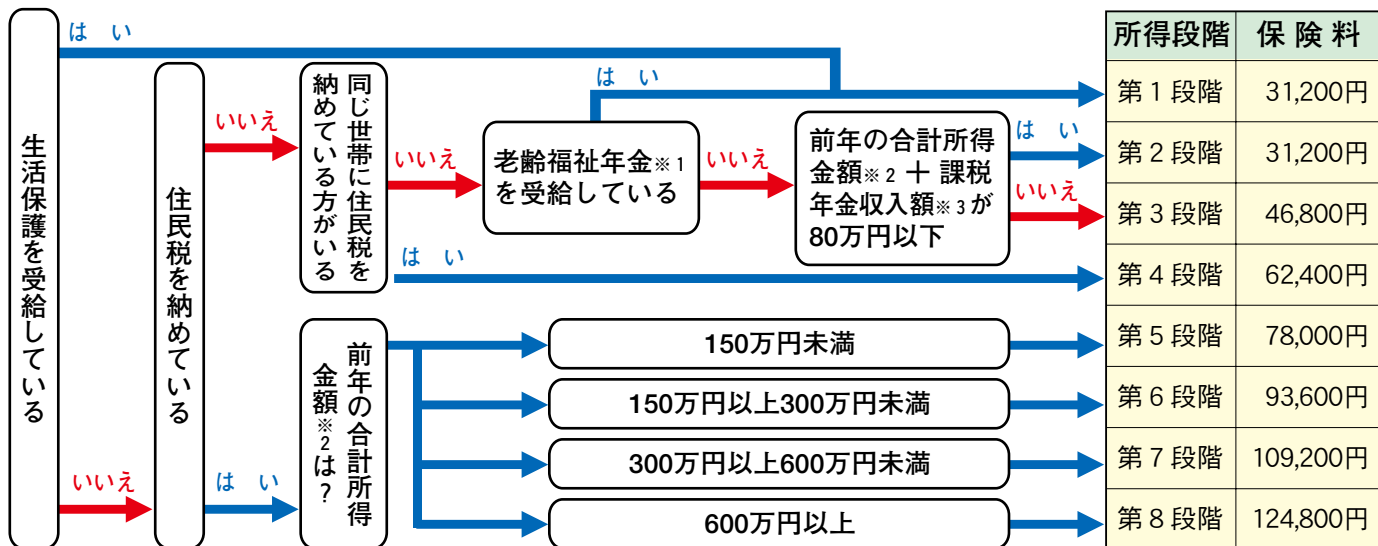 生活保護を受給している
は い
いいえ
住民税を納めている
いいえ
は い
同じ世帯に住民税を
納めている方がいる
いいえ
は い
老齢福祉年金※1
を受給している
は い
いいえ
前年の合計所得
金額※2 ＋ 課税
年金収入額※3が
80万円以下
は い
いいえ
前年の合計所得
金額※2は？
150万円未満
150万円以上300万円未満
300万円以上600万円未満
600万円以上
所得段階 保険料
第1段階 31,200円
第2段階 31,200円
第3段階 46,800円
第4段階 62,400円
第5段階 78,000円
第6段階 93,600円
第7段階 109,200円
第8段階 124,800円